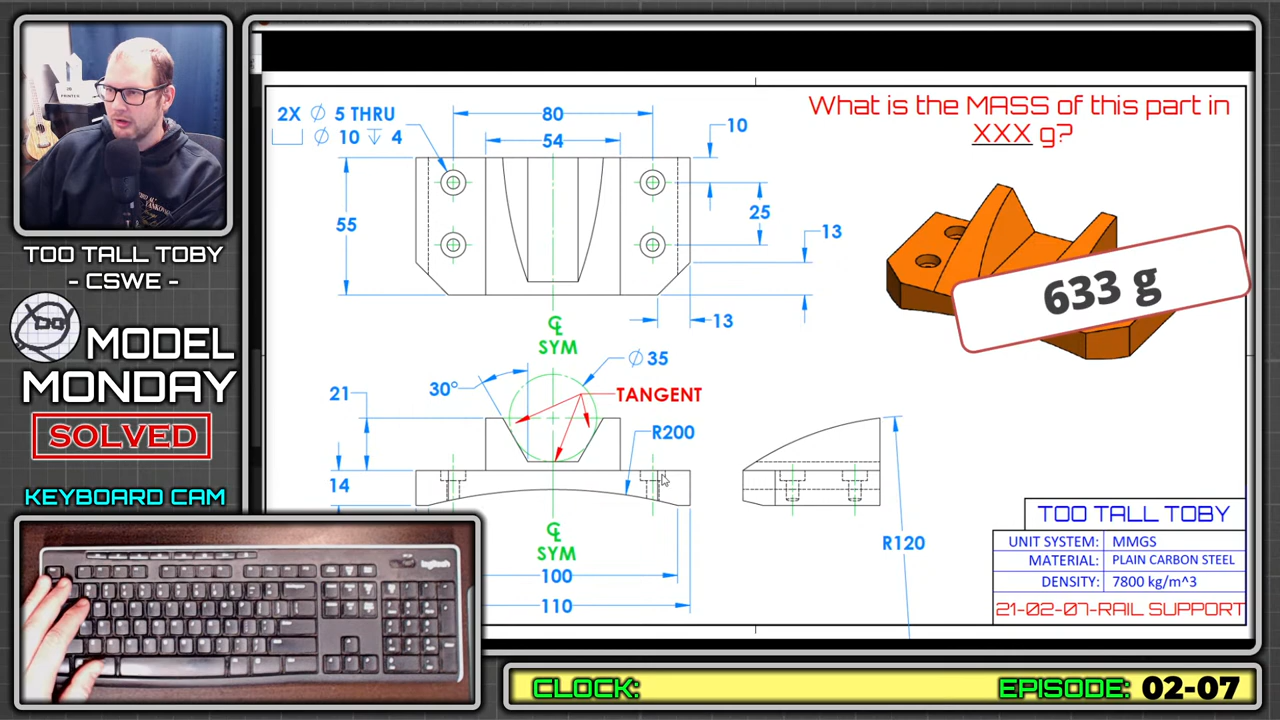 TOO TALL TOBY
- CSWE -
MODEL
MONDAY
SOLVED
KEYBOARD CAM
logitech
2X Ø 5 THRU
⌴ Ø 10 ↧ 4
80
54
10
55
25
13
13
℄
SYM
What is the MASS of this part in
XXX g?
633 g
Ø 35
30°
TANGENT
21
R200
14
℄
SYM
100
110
R120
TOO TALL TOBY
UNIT SYSTEM: MMGS
MATERIAL: PLAIN CARBON STEEL
DENSITY: 7800 kg/m^3
21-02-07-RAIL SUPPORT
CLOCK:
EPISODE: 02-07